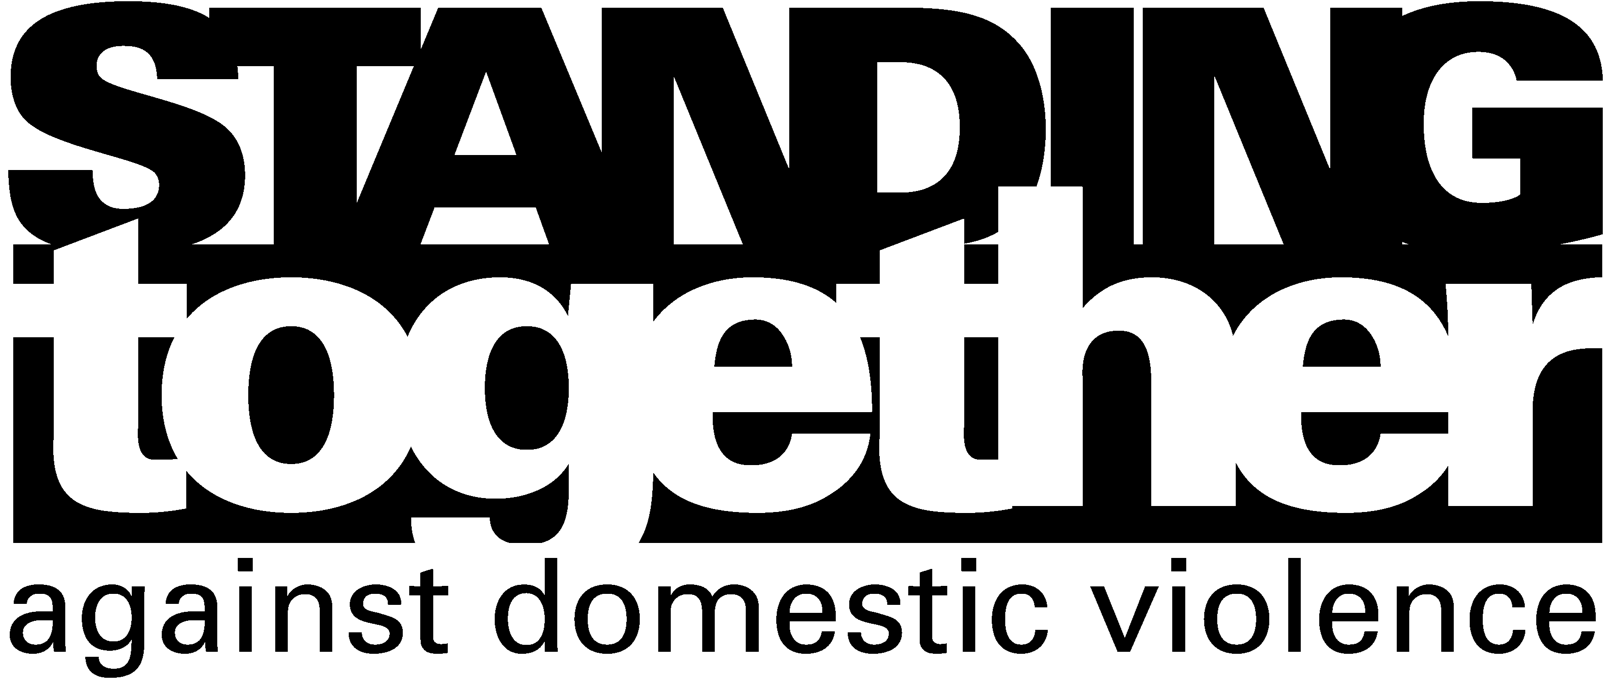 STANDING
together
against domestic violence